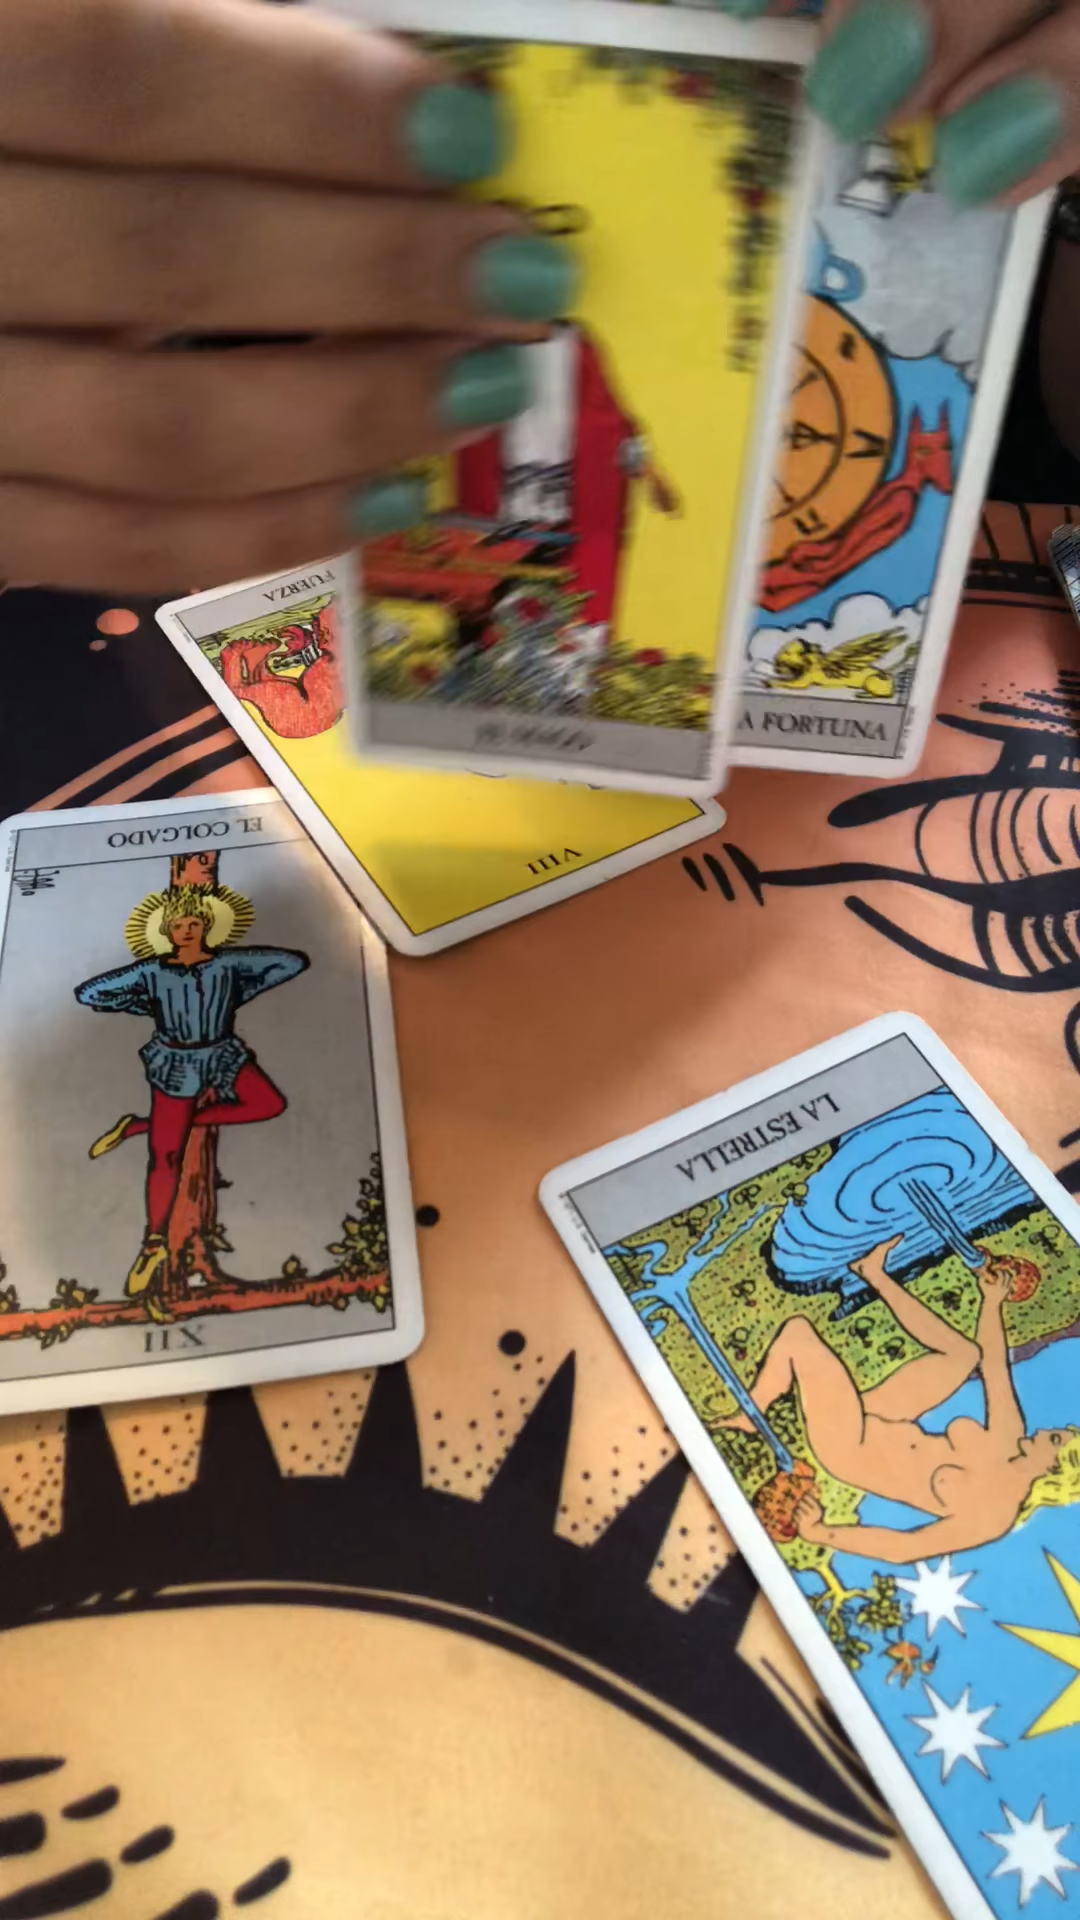 FUERZA
A FORTUNA
EL COLGADO
VIII
LA ESTRELLA
XII